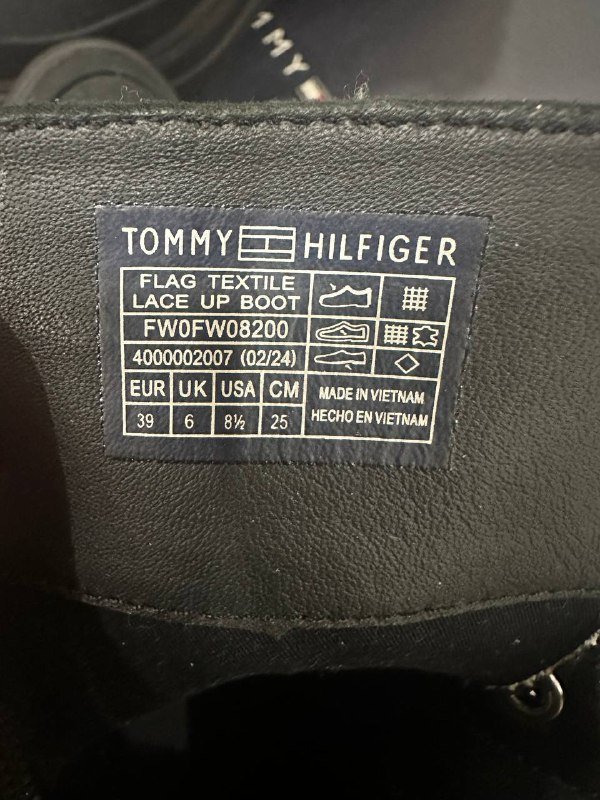 MMY
TOMMY HILFIGER
FLAG TEXTILE
LACE UP BOOT
FW0FW08200
4000002007 (02/24)
EUR UK USA CM
39 6 8½ 25
MADE IN VIETNAM
HECHO EN VIETNAM